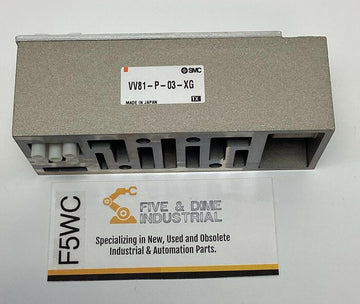 SMC
VV81-P-03-XG
MADE IN JAPAN
TX
F5WC
FIVE & DIME
INDUSTRIAL
Specializing in New, Used and Obsolete
Industrial & Automation Parts.